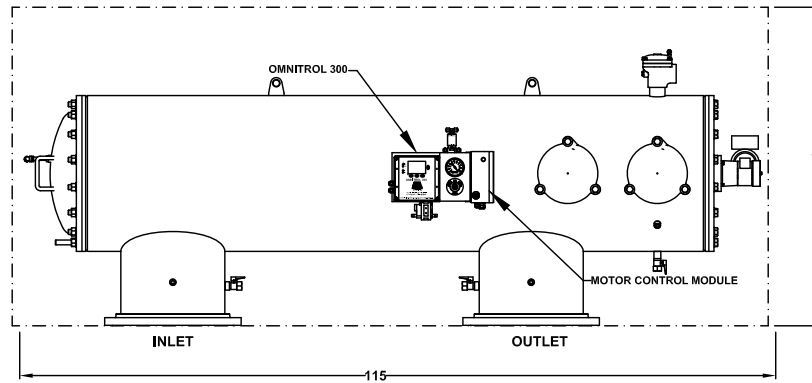 OMNITROL 300
MOTOR CONTROL MODULE
INLET
OUTLET
115